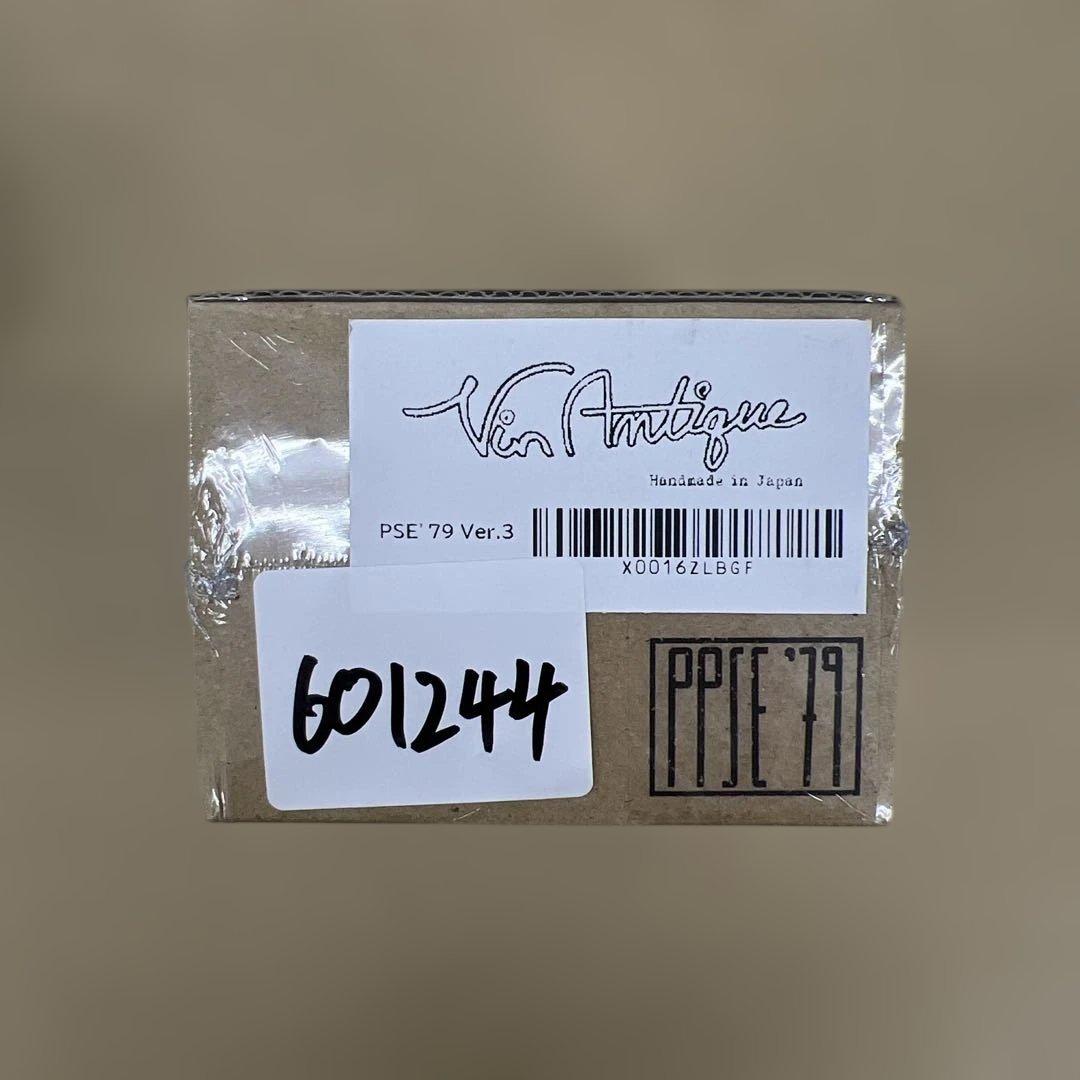 Vin Antique
Handmade in Japan
PSE' 79 Ver.3
X0016ZLBGF
601244
PPSE '79